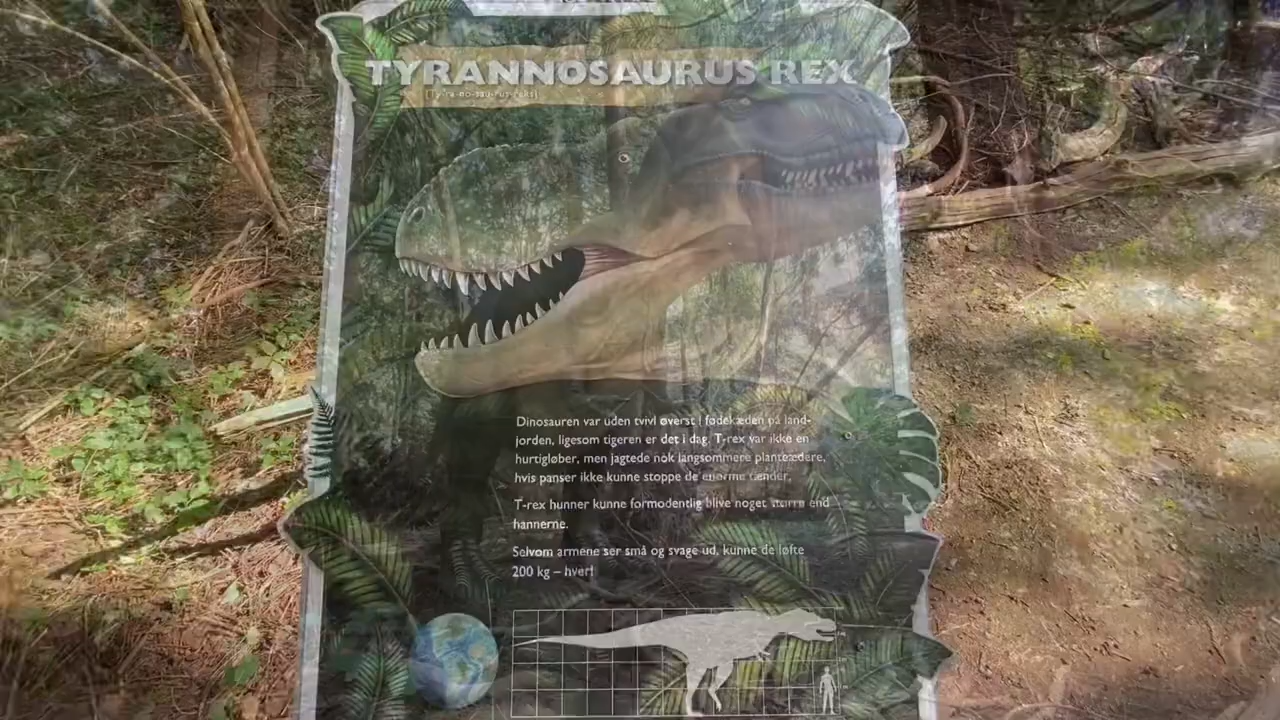 TYRANNOSAURUS REX
[Ty-ra-no-sau-rus-reks]
Dinosauren var uden tvivl øverst i fødekæden på land-
jorden, ligesom tigeren er det i dag. T-rex var ikke en
hurtigløber, men jagtede nok langsommere planteædere,
hvis panser ikke kunne stoppe de enorme tænder.
T-rex hunner kunne formodentlig blive noget større end
hannerne.
Selvom armene ser små og svage ud, kunne de løfte
200 kg – hver!